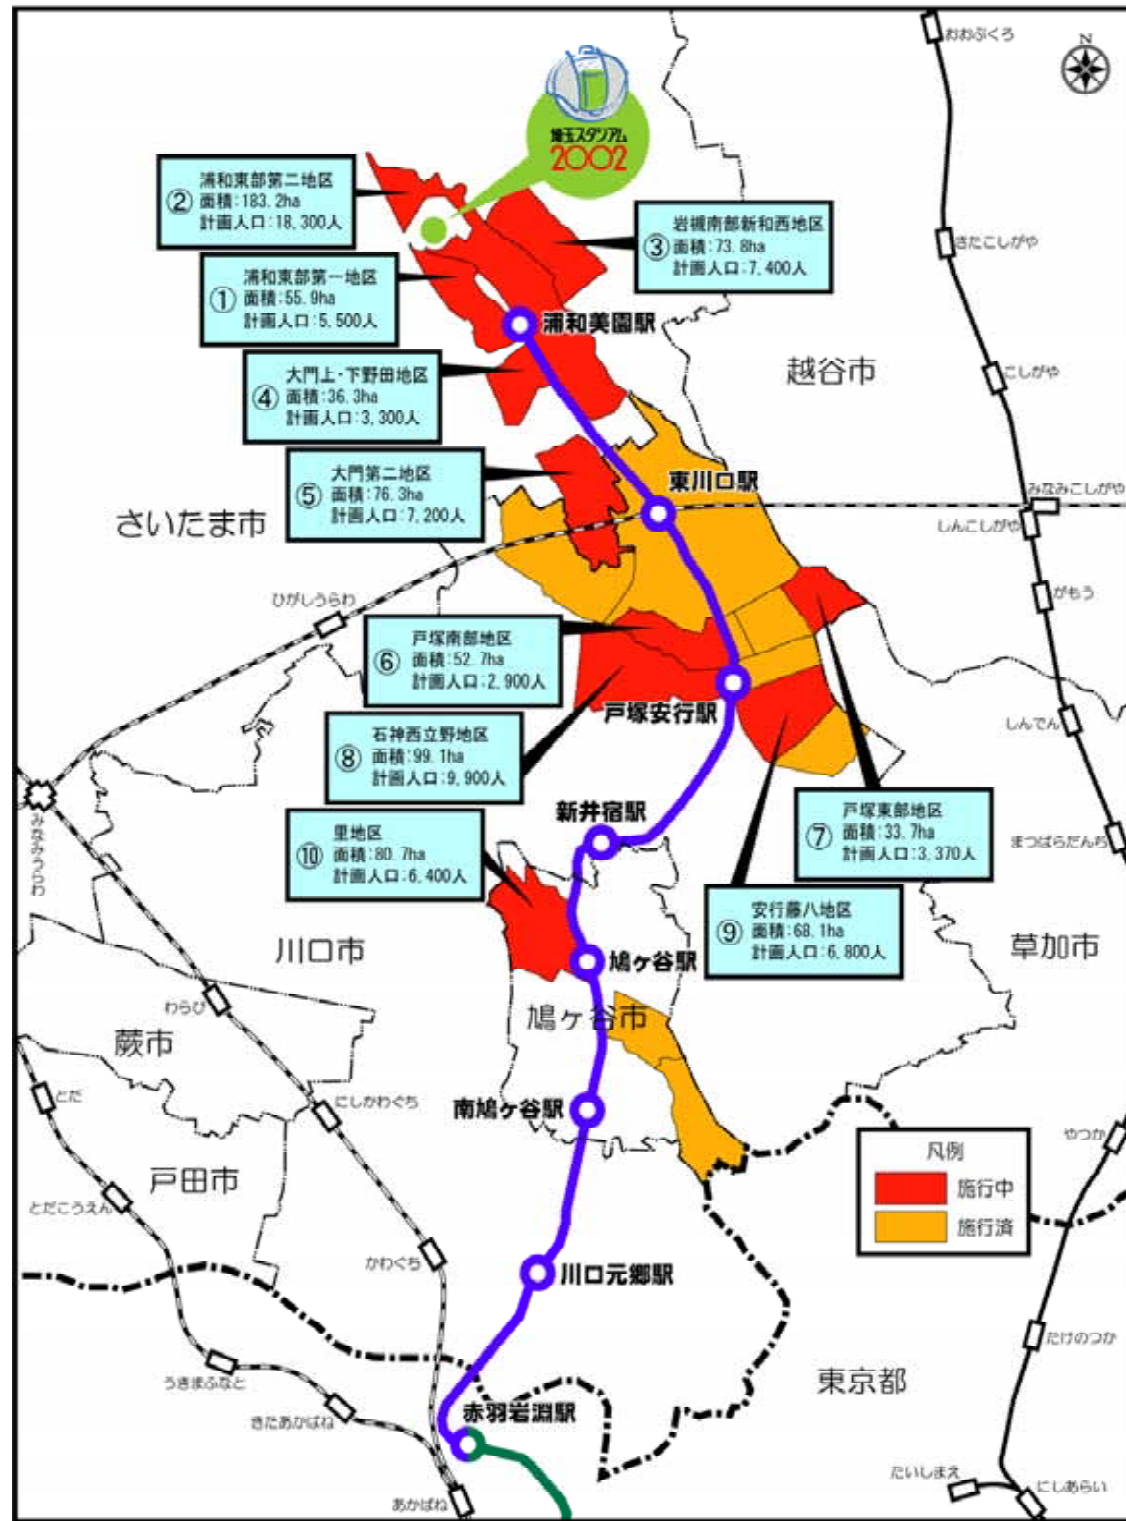 おおぶくろ
N
埼玉スタジアム
2002
② 浦和東部第二地区
面積:183.2ha
計画人口:18,300人
③ 岩槻南部新和西地区
面積:73.8ha
計画人口:7,400人
きたこしがや
① 浦和東部第一地区
面積:55.9ha
計画人口:5,500人
浦和美園駅
越谷市
こしがや
④ 大門上・下野田地区
面積:36.3ha
計画人口:3,300人
⑤ 大門第二地区
面積:76.3ha
計画人口:7,200人
東川口駅
みなみこしがや
しんこしがや
さいたま市
ひがしうらわ
がもう
⑥ 戸塚南部地区
面積:52.7ha
計画人口:2,900人
戸塚安行駅
しんでん
⑧ 石神西立野地区
面積:99.1ha
計画人口:9,900人
みなみうらわ
新井宿駅
⑦ 戸塚東部地区
面積:33.7ha
計画人口:3,370人
まつばらだんち
⑩ 里地区
面積:80.7ha
計画人口:6,400人
⑨ 安行藤八地区
面積:68.1ha
計画人口:6,800人
川口市
鳩ヶ谷駅
草加市
わらび
鳩ヶ谷市
蕨市
とだ
にしかわぐち
南鳩ヶ谷駅
やつか
凡例
施行中
施行済
戸田市
とだこうえん
かわぐち
川口元郷駅
たけのつか
うきまふなと
東京都
きたあかばね
赤羽岩淵駅
たいしまえ
にしあらい
あかばね